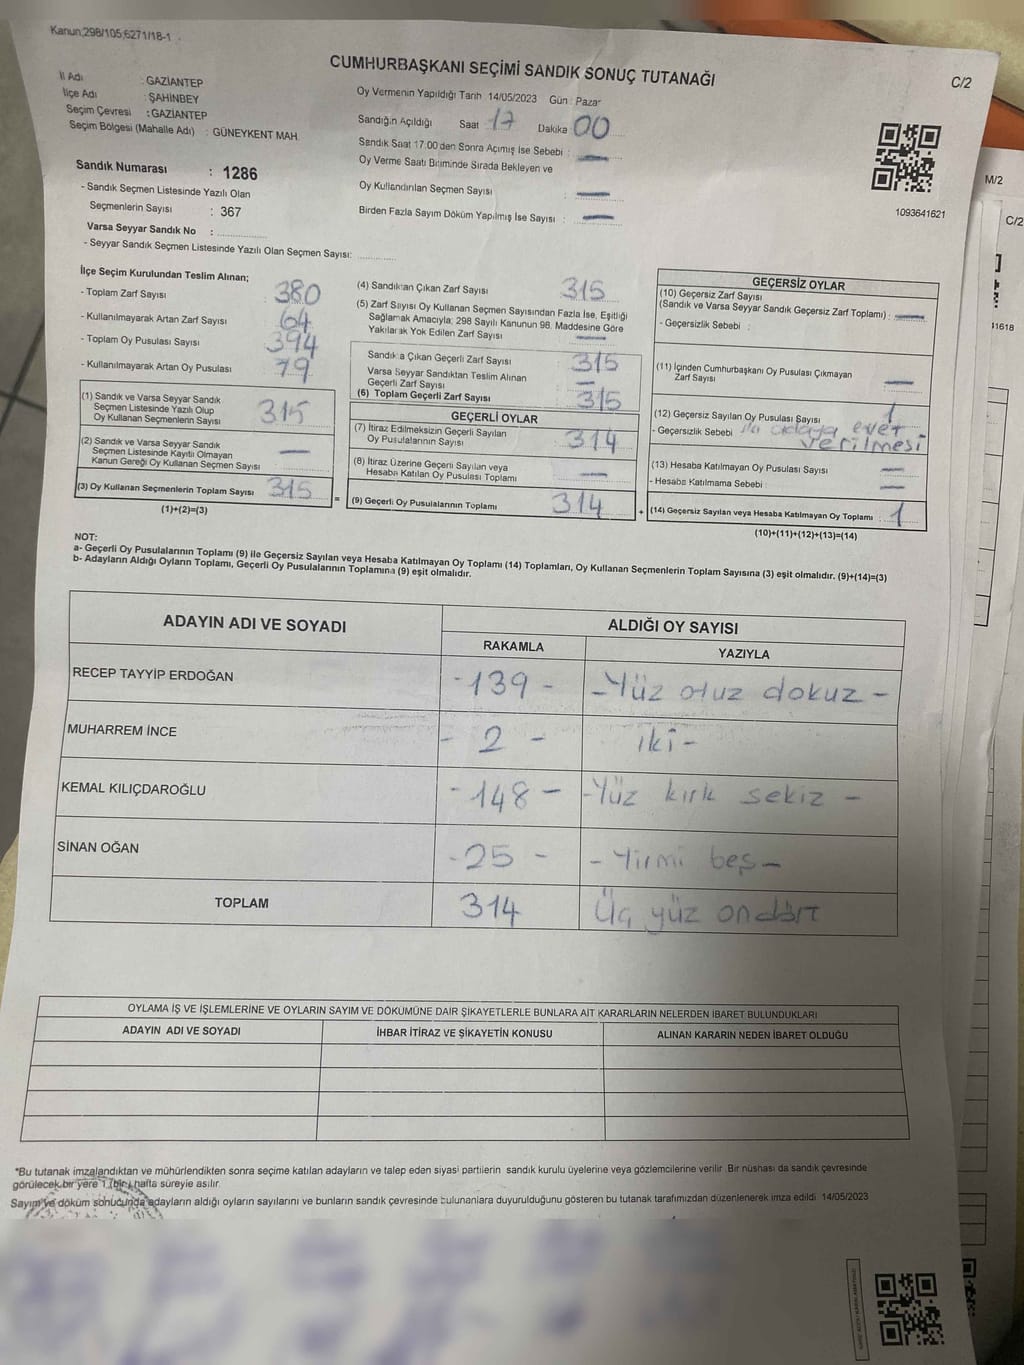 Kanun;298/105;6271/18-1
CUMHURBAŞKANI SEÇİMİ SANDIK SONUÇ TUTANAĞI
C/2
İl Adı : GAZİANTEP
İlçe Adı : ŞAHİNBEY
Seçim Çevresi : GAZİANTEP
Seçim Bölgesi (Mahalle Adı) : GÜNEYKENT MAH.
Oy Vermenin Yapıldığı Tarih 14/05/2023 Gün : Pazar
Sandığın Açıldığı Saat 17 Dakika 00
Sandık Saat 17:00'den Sonra Açımış İse Sebebi : —
Oy Verme Saati Bitiminde Sırada Bekleyen ve
Oy Kullandırılan Seçmen Sayısı : —
Birden Fazla Sayım Döküm Yapılmış İse Sayısı : —
1093641621
Sandık Numarası : 1286
- Sandık Seçmen Listesinde Yazılı Olan
Seçmenlerin Sayısı : 367
Varsa Seyyar Sandık No :
- Seyyar Sandık Seçmen Listesinde Yazılı Olan Seçmen Sayısı:
İlçe Seçim Kurulundan Teslim Alınan;
- Toplam Zarf Sayısı 380
- Kullanılmayarak Artan Zarf Sayısı 64
- Toplam Oy Pusulası Sayısı 394
- Kullanılmayarak Artan Oy Pusulası 79
(1) Sandık ve Varsa Seyyar Sandık
Seçmen Listesinde Yazılı Olup
Oy Kullanan Seçmenlerin Sayısı 315
(2) Sandık ve Varsa Seyyar Sandık
Seçmen Listesinde Kayıtlı Olmayan
Kanun Gereği Oy Kullanan Seçmen Sayısı —
(3) Oy Kullanan Seçmenlerin Toplam Sayısı 315
(1)+(2)=(3)
=
(4) Sandıktan Çıkan Zarf Sayısı 315
(5) Zarf Sayısı Oy Kullanan Seçmen Sayısından Fazla İse, Eşitliği
Sağlamak Amacıyla; 298 Sayılı Kanunun 98. Maddesine Göre
Yakılarak Yok Edilen Zarf Sayısı —
Sandıkta Çıkan Geçerli Zarf Sayısı 315
Varsa Seyyar Sandıktan Teslim Alınan
Geçerli Zarf Sayısı —
(6) Toplam Geçerli Zarf Sayısı 315
GEÇERLİ OYLAR
(7) İtiraz Edilmeksizin Geçerli Sayılan
Oy Pusulalarının Sayısı 314
(8) İtiraz Üzerine Geçerli Sayılan veya
Hesaba Katılan Oy Pusulası Toplamı —
(9) Geçerli Oy Pusulalarının Toplamı 314
+
GEÇERSİZ OYLAR
(10) Geçersiz Zarf Sayısı
(Sandık ve Varsa Seyyar Sandık Geçersiz Zarf Toplamı) : —
- Geçersizlik Sebebi :
(11) İçinden Cumhurbaşkanı Oy Pusulası Çıkmayan
Zarf Sayısı —
(12) Geçersiz Sayılan Oy Pusulası Sayısı 1
- Geçersizlik Sebebi iki adaya evet
verilmesi
(13) Hesaba Katılmayan Oy Pusulası Sayısı —
- Hesaba Katılmama Sebebi —
(14) Geçersiz Sayılan veya Hesaba Katılmayan Oy Toplamı : 1
(10)+(11)+(12)+(13)=(14)
NOT:
a- Geçerli Oy Pusulalarının Toplamı (9) ile Geçersiz Sayılan veya Hesaba Katılmayan Oy Toplamı (14) Toplamları, Oy Kullanan Seçmenlerin Toplam Sayısına (3) eşit olmalıdır. (9)+(14)=(3)
b- Adayların Aldığı Oyların Toplamı, Geçerli Oy Pusulalarının Toplamına (9) eşit olmalıdır.
ADAYIN ADI VE SOYADI
ALDIĞI OY SAYISI
RAKAMLA YAZIYLA
RECEP TAYYİP ERDOĞAN -139- -Yüz otuz dokuz-
MUHARREM İNCE - 2 - iki-
KEMAL KILIÇDAROĞLU -148- -Yüz kırk sekiz -
SİNAN OĞAN -25 - - Yirmi beş-
TOPLAM 314 Üç yüz ondört
OYLAMA İŞ VE İŞLEMLERİNE VE OYLARIN SAYIM VE DÖKÜMÜNE DAİR ŞİKAYETLERLE BUNLARA AİT KARARLARIN NELERDEN İBARET BULUNDUKLARI
ADAYIN ADI VE SOYADI İHBAR İTİRAZ VE ŞİKAYETİN KONUSU ALINAN KARARIN NEDEN İBARET OLDUĞU
*Bu tutanak imzalandıktan ve mühürlendikten sonra seçime katılan adayların ve talep eden siyasi partilerin sandık kurulu üyelerine veya gözlemcilerine verilir. Bir nüshası da sandık çevresinde
görülecek bir yere 1 (bir) hafta süreyle asılır.
Sayım ve döküm sonucunda adayların aldığı oyların sayılarını ve bunların sandık çevresinde bulunanlara duyurulduğunu gösteren bu tutanak tarafımızdan düzenlenerek imza edildi 14/05/2023
M/2
C/2